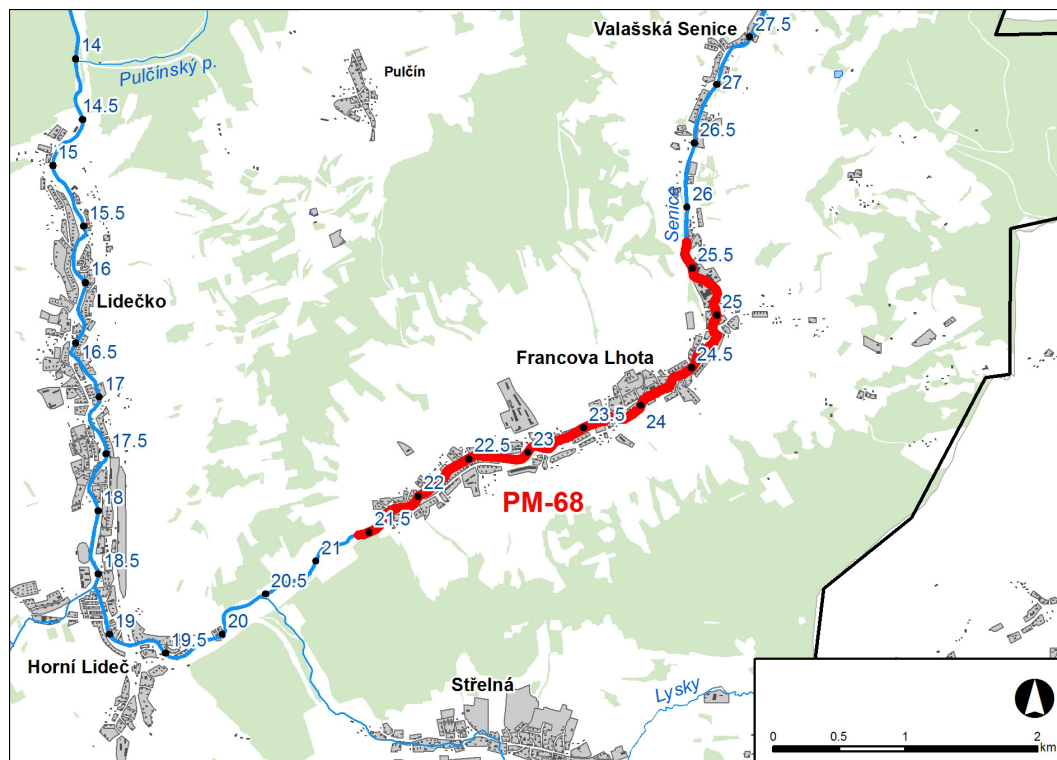 Valašská Senice
27.5
14
Pulčínský p.
Pulčín
27
14.5
26.5
15
26
15.5
Senice
25.5
16
Lidečko
25
16.5
Francova Lhota
24.5
17
23.5
24
17.5
22.5
23
22
18
PM-68
21.5
18.5
21
20.5
19
20
19.5
Horní Lideč
Střelná
Lysky
0 0.5 1 2
km